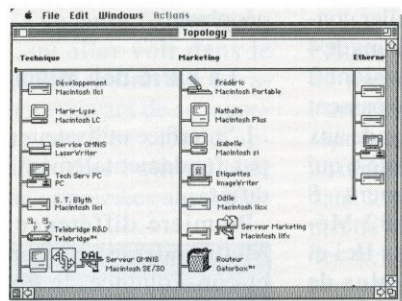 File Edit Windows Actions
Topology
Technique Marketing Etherne
Développement
Macintosh IIci
Marie-Lyse
Macintosh LC
Service OMNIS
LaserWriter
Tech Serv PC
PC
S. T. Blyth
Macintosh IIci
Telebridge R&D
Telebridge™
DAL
Serveur OMNIS
Macintosh SE/30
Frédéric
Macintosh Portable
Nathalie
Macintosh Plus
Isabelle
Macintosh si
Etiquettes
ImageWriter
Odile
Macintosh IIcx
Serveur Marketing
Macintosh IIfx
Routeur
Gatorbox™